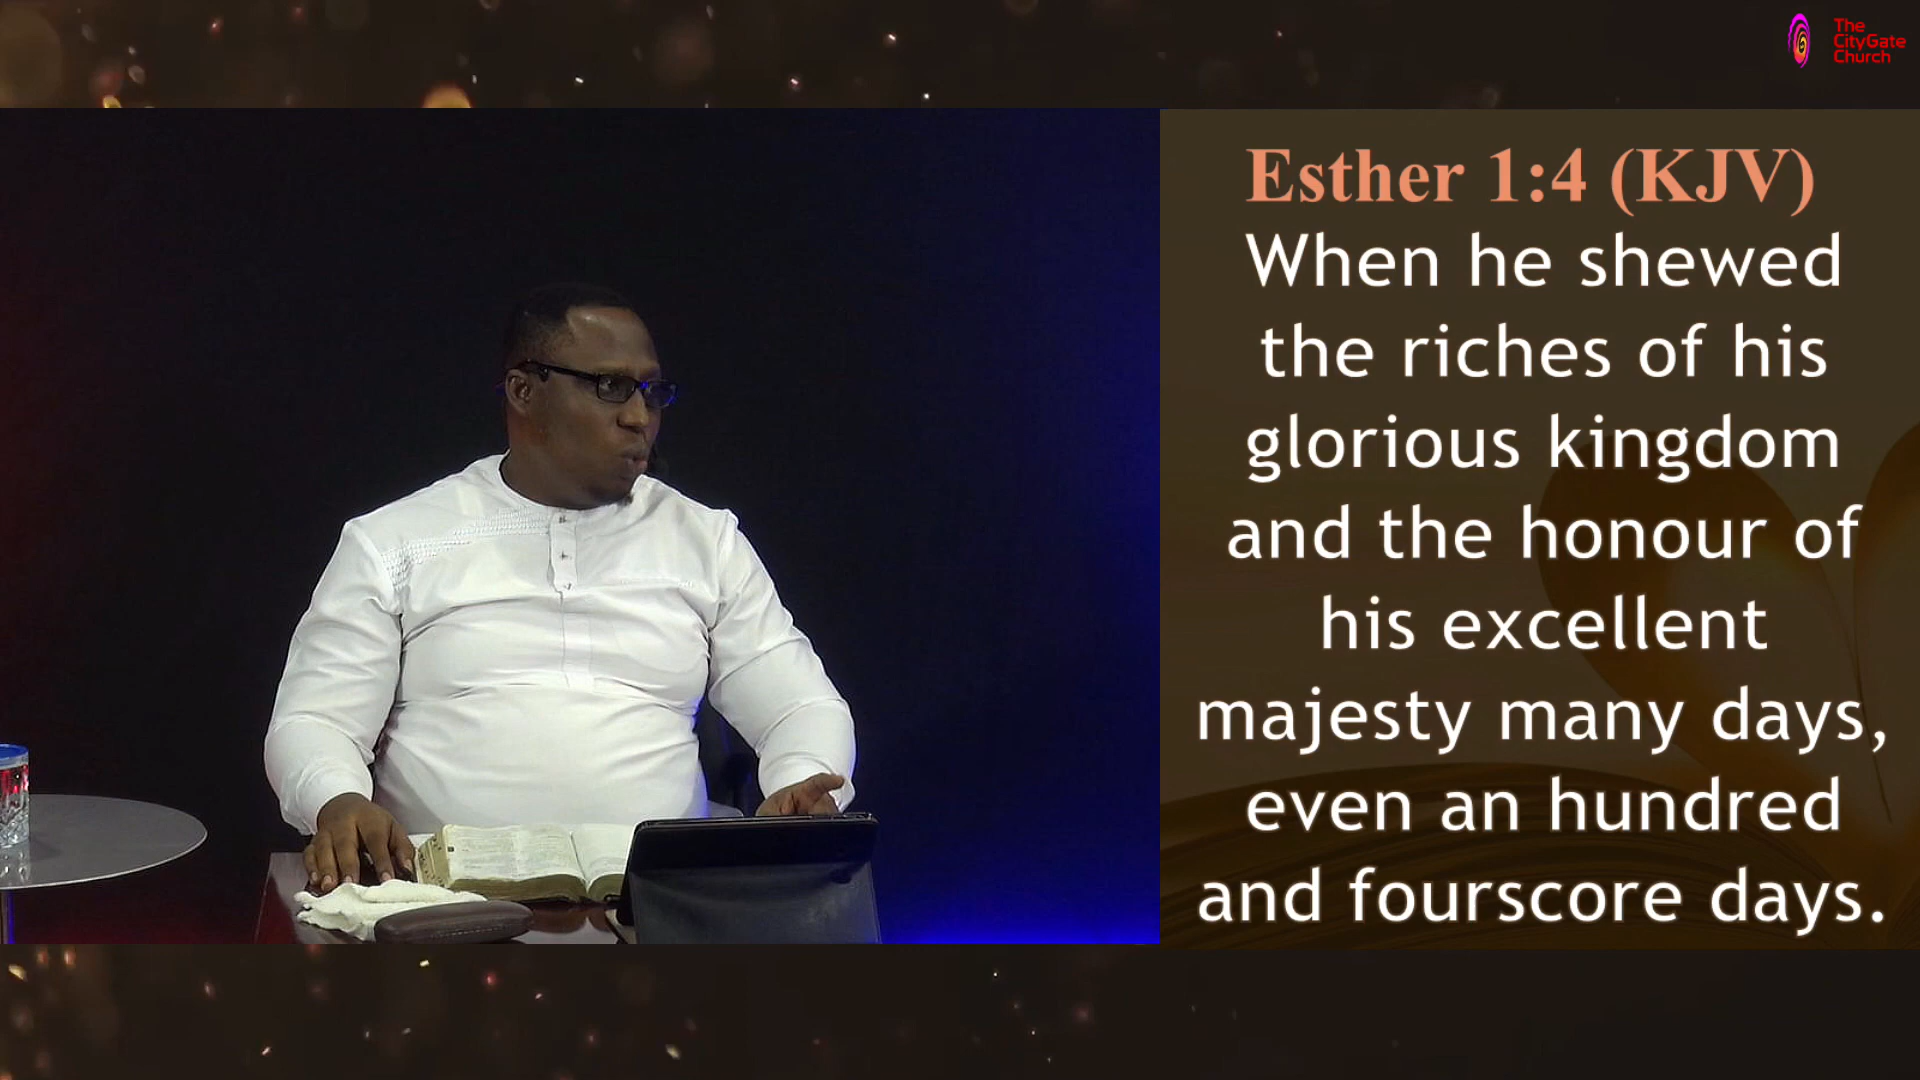 The
CityGate
Church
Esther 1:4 (KJV)
When he shewed
the riches of his
glorious kingdom
and the honour of
his excellent
majesty many days,
even an hundred
and fourscore days.